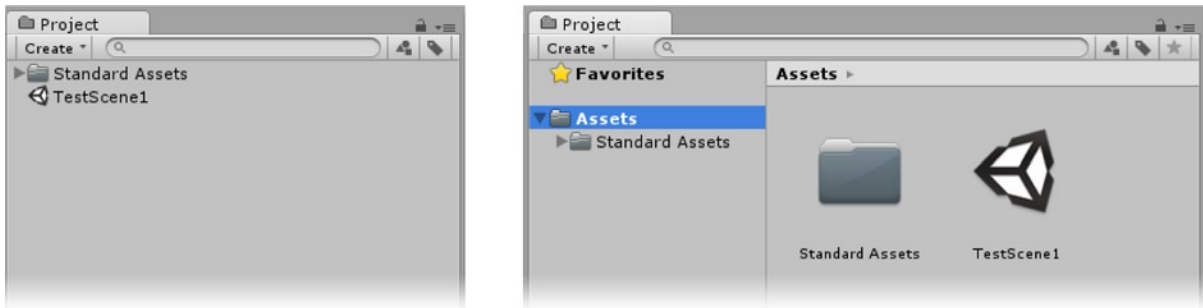 Project
Create
Standard Assets
TestScene1
Project
Create
Favorites
Assets
Standard Assets
Assets
Standard Assets
TestScene1